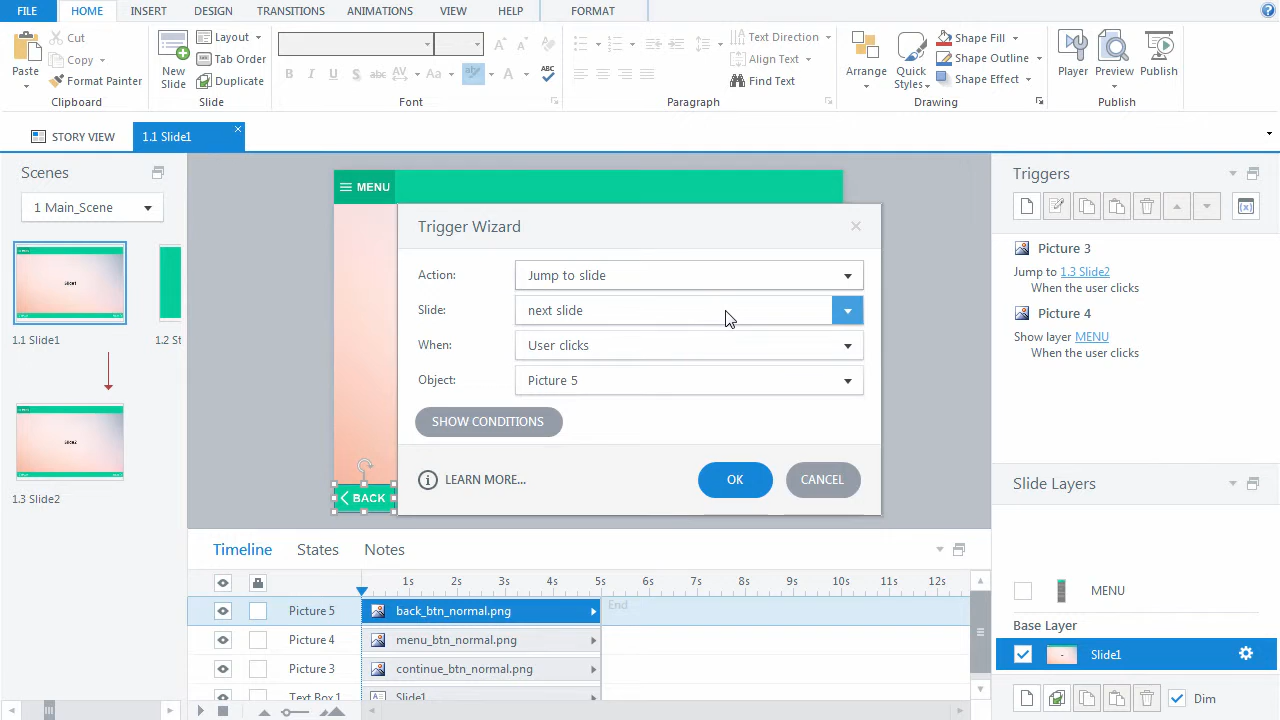 FILE HOME INSERT DESIGN TRANSITIONS ANIMATIONS VIEW HELP FORMAT
Paste
Cut
Copy
Format Painter
Clipboard
New Slide
Layout
Tab Order
Duplicate
Slide
B I U S abc AV Aa aby A ABC
Font
Text Direction
Align Text
Find Text
Paragraph
Arrange
Quick Styles
Shape Fill
Shape Outline
Shape Effect
Drawing
Player
Preview
Publish
Publish
STORY VIEW
1.1 Slide1
Scenes
1 Main_Scene
Slide1
1.1 Slide1
1.2 St
Slide2
1.3 Slide2
MENU
BACK
Trigger Wizard
Action: Jump to slide
Slide: next slide
When: User clicks
Object: Picture 5
SHOW CONDITIONS
LEARN MORE...
OK
CANCEL
Triggers
Picture 3
Jump to 1.3 Slide2
When the user clicks
Picture 4
Show layer MENU
When the user clicks
Slide Layers
MENU
Base Layer
Slide1
Dim
Timeline States Notes
1s 2s 3s 4s 5s 6s 7s 8s 9s 10s 11s 12s
Picture 5 back_btn_normal.png End
Picture 4 menu_btn_normal.png
Picture 3 continue_btn_normal.png
Text Box 1 Slide1